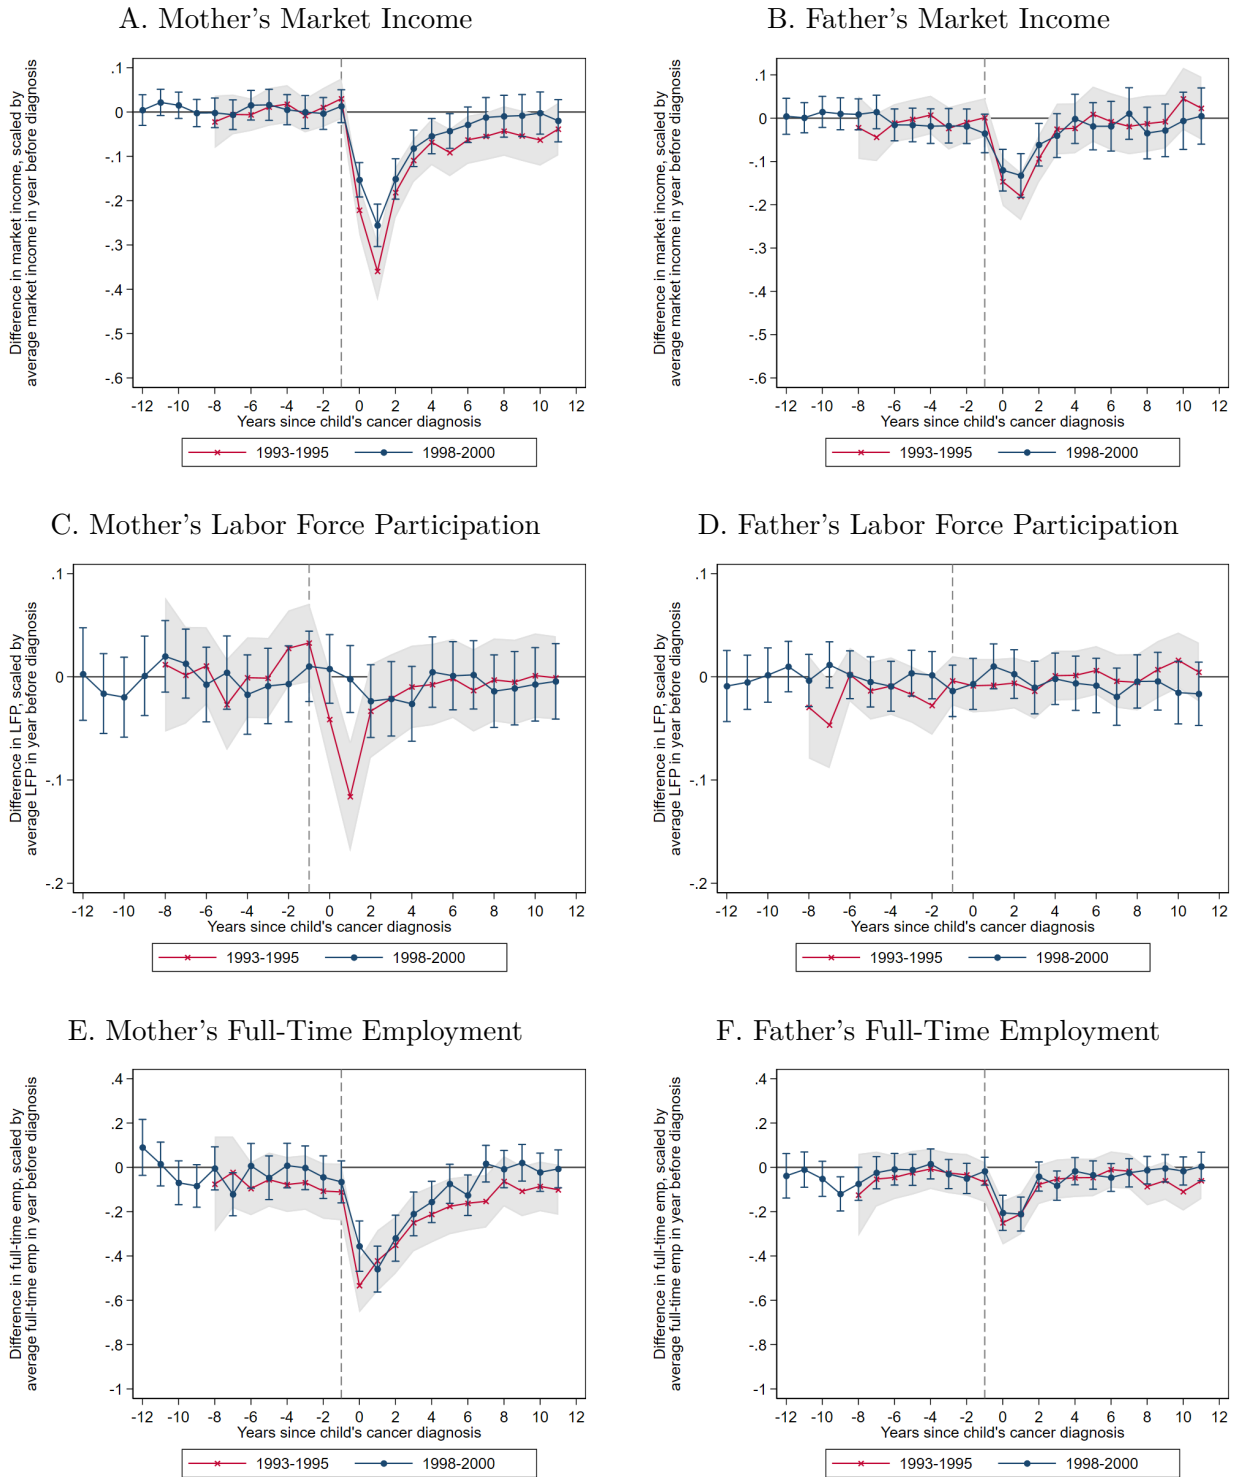 A. Mother's Market Income
Difference in market income, scaled by
average market income in year before diagnosis
.1
0
-.1
-.2
-.3
-.4
-.5
-.6
-12 -10 -8 -6 -4 -2 0 2 4 6 8 10 12
Years since child's cancer diagnosis
1993-1995 1998-2000
B. Father's Market Income
Difference in market income, scaled by
average market income in year before diagnosis
.1
0
-.1
-.2
-.3
-.4
-.5
-.6
-12 -10 -8 -6 -4 -2 0 2 4 6 8 10 12
Years since child's cancer diagnosis
1993-1995 1998-2000
C. Mother's Labor Force Participation
Difference in LFP, scaled by
average LFP in year before diagnosis
.1
0
-.1
-.2
-12 -10 -8 -6 -4 -2 0 2 4 6 8 10 12
Years since child's cancer diagnosis
1993-1995 1998-2000
D. Father's Labor Force Participation
Difference in LFP, scaled by
average LFP in year before diagnosis
.1
0
-.1
-.2
-12 -10 -8 -6 -4 -2 0 2 4 6 8 10 12
Years since child's cancer diagnosis
1993-1995 1998-2000
E. Mother's Full-Time Employment
Difference in full-time emp, scaled by
average full-time emp in year before diagnosis
.4
.2
0
-.2
-.4
-.6
-.8
-1
-12 -10 -8 -6 -4 -2 0 2 4 6 8 10 12
Years since child's cancer diagnosis
1993-1995 1998-2000
F. Father's Full-Time Employment
Difference in full-time emp, scaled by
average full-time emp in year before diagnosis
.4
.2
0
-.2
-.4
-.6
-.8
-1
-12 -10 -8 -6 -4 -2 0 2 4 6 8 10 12
Years since child's cancer diagnosis
1993-1995 1998-2000